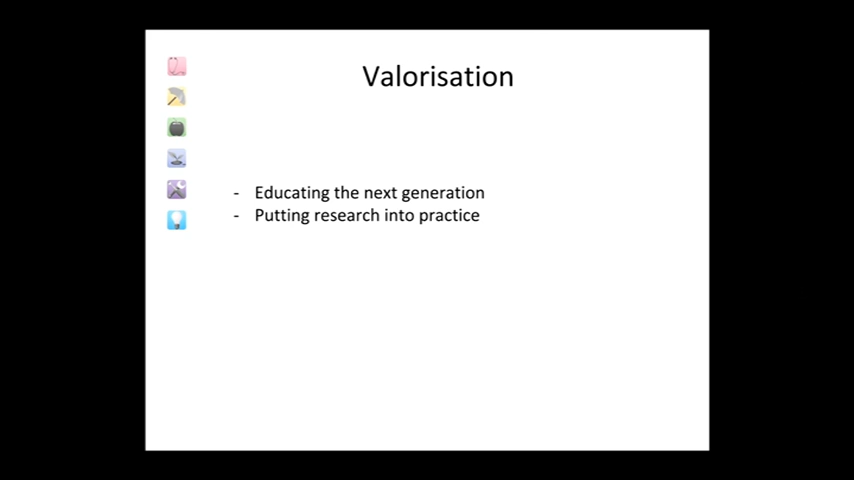 Valorisation
- Educating the next generation
- Putting research into practice